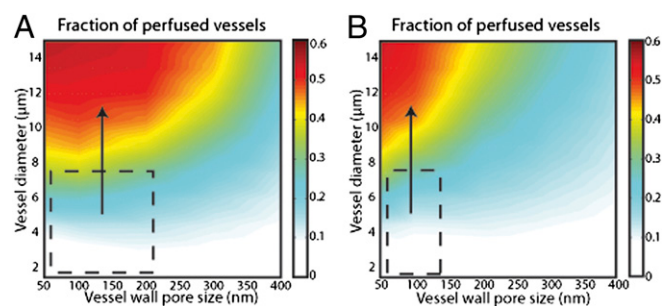 A
Fraction of perfused vessels
Vessel diameter (µm)
14
12
10
8
6
4
2
50 100 150 200 250 300 350 400
Vessel wall pore size (nm)
0.6
0.5
0.4
0.3
0.2
0.1
0
B
Fraction of perfused vessels
Vessel diameter (µm)
14
12
10
8
6
4
2
50 100 150 200 250 300 350 400
Vessel wall pore size (nm)
0.6
0.5
0.4
0.3
0.2
0.1
0